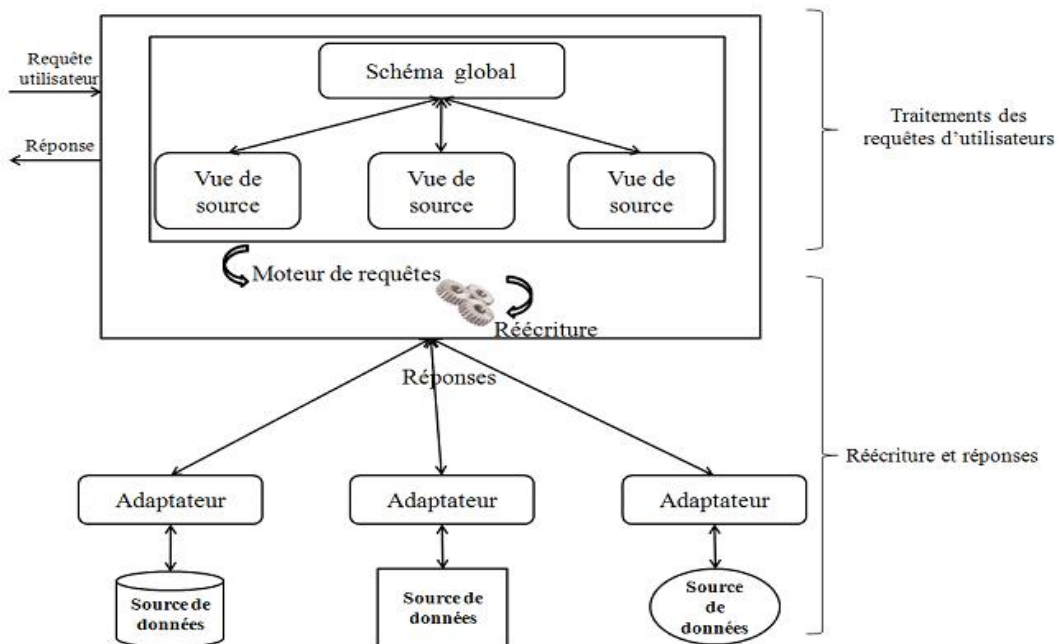 Requête
utilisateur
Réponse
Schéma global
Vue de
source
Vue de
source
Vue de
source
Moteur de requêtes
Réécriture
Traitements des
requêtes d'utilisateurs
Réponses
Réécriture et réponses
Adaptateur
Adaptateur
Adaptateur
Source de
données
Source de
données
Source
de
données